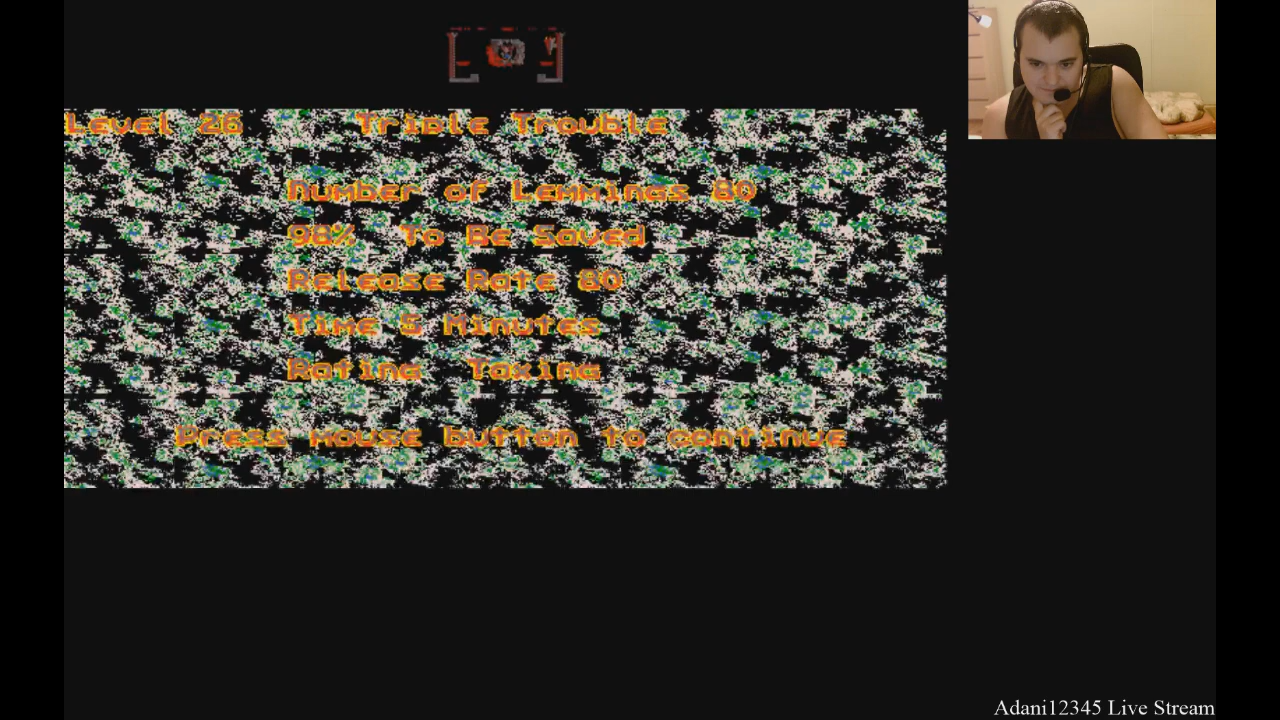 Level 26 Triple Trouble
Number of Lemmings 80
98% To Be Saved
Release Rate 80
Time 5 Minutes
Rating Taxing
Press mouse button to continue
Adani12345 Live Stream